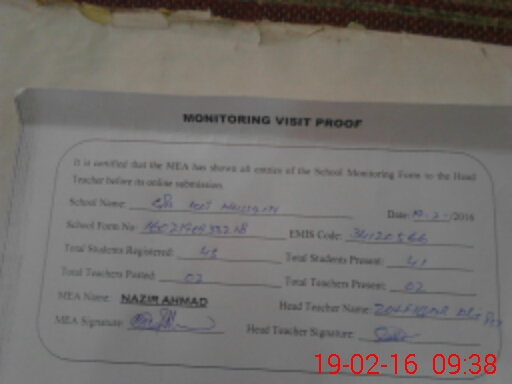 MONITORING VISIT PROOF
It is certified that the MEA has shown all entries of the School Monitoring Form to the Head
Teacher before its online submission.
School Name: Date: 19-2-/2016
School Form No: EMIS Code:
Total Students Registered: 45 Total Students Present: 41
Total Teachers Posted: 02 Total Teachers Present: 02
MEA Name: NAZIR AHMAD Head Teacher Name:
MEA Signature: Head Teacher Signature:
19-02-16 09:38